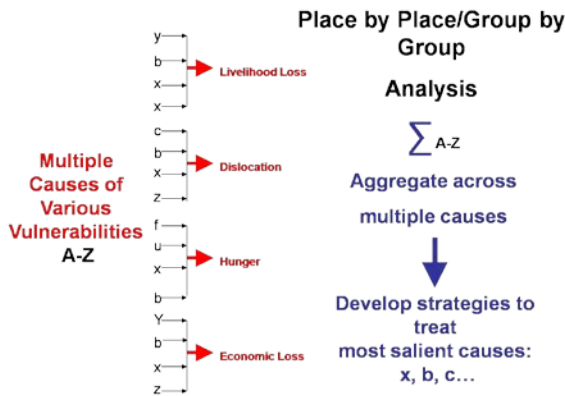 Place by Place/Group by
Group
Analysis
∑ A-Z
Aggregate across
multiple causes
Develop strategies to
treat
most salient causes:
x, b, c…
Multiple
Causes of
Various
Vulnerabilities
A-Z
y
b
x
x
Livelihood Loss
c
b
x
z
Dislocation
f
u
x
b
Hunger
Y
b
x
z
Economic Loss